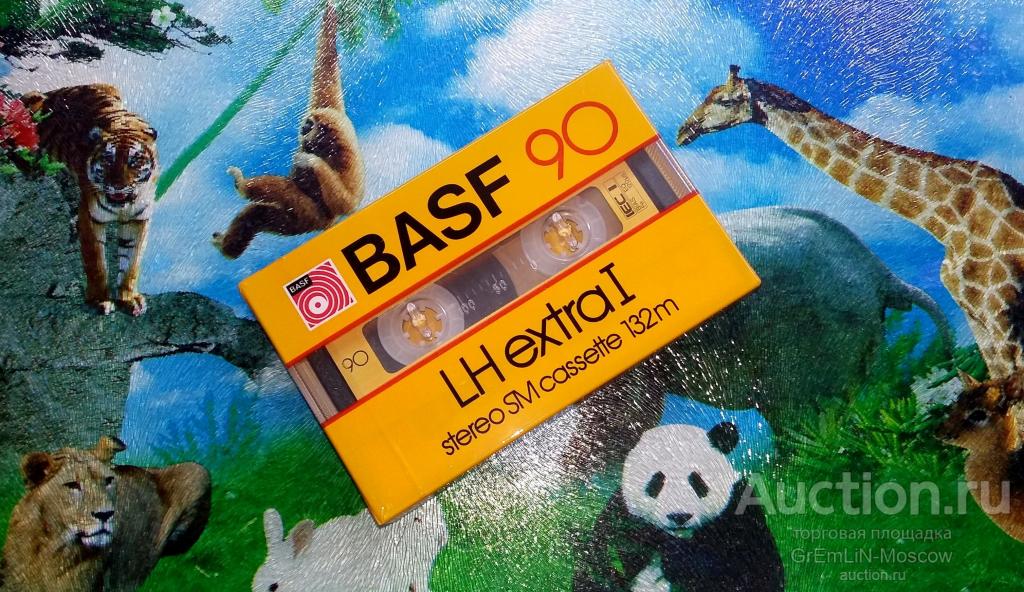 BASF 90
BASF
90
LH extra I
stereo SM cassette 132m
Auction.ru
торговая площадка
GrEmLiN-Moscow
auction.ru